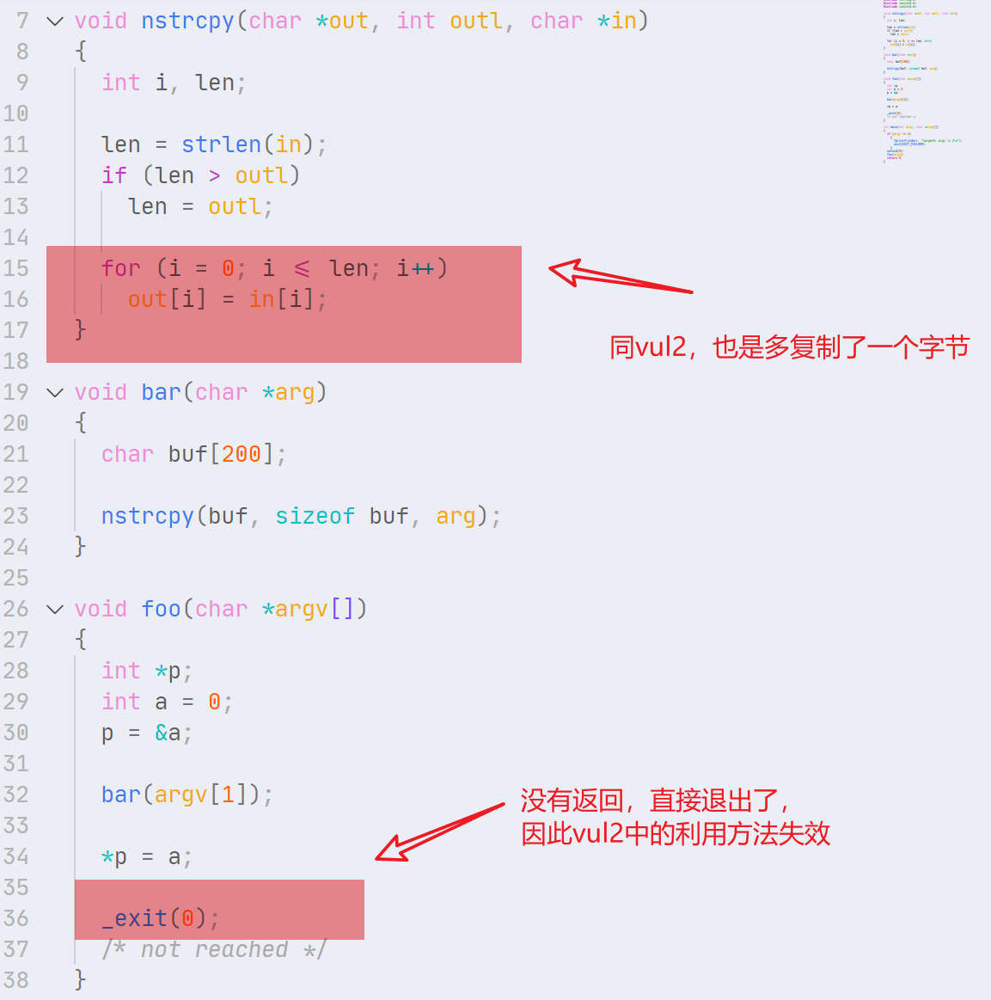 7 void nstrcpy(char *out, int outl, char *in)
8 {
9 int i, len;
10
11 len = strlen(in);
12 if (len > outl)
13 len = outl;
14
15 for (i = 0; i <= len; i++)
16 out[i] = in[i];
同vul2，也是多复制了一个字节
17 }
18
19 void bar(char *arg)
20 {
21 char buf[200];
22
23 nstrcpy(buf, sizeof buf, arg);
24 }
25
26 void foo(char *argv[])
27 {
28 int *p;
29 int a = 0;
30 p = &a;
31
32 bar(argv[1]);
没有返回，直接退出了，
因此vul2中的利用方法失效
33
34 *p = a;
35
36 _exit(0);
37 /* not reached */
38 }